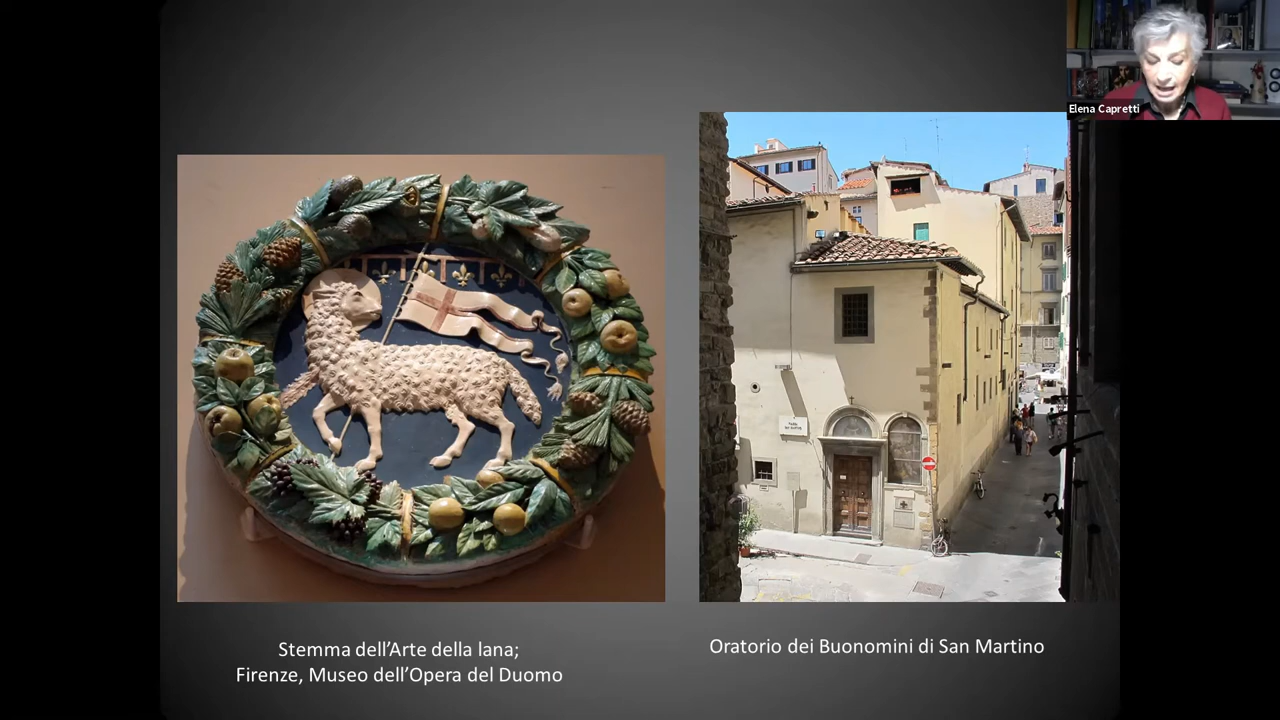 Elena Capretti
Stemma dell'Arte della lana;
Firenze, Museo dell'Opera del Duomo
Oratorio dei Buonomini di San Martino